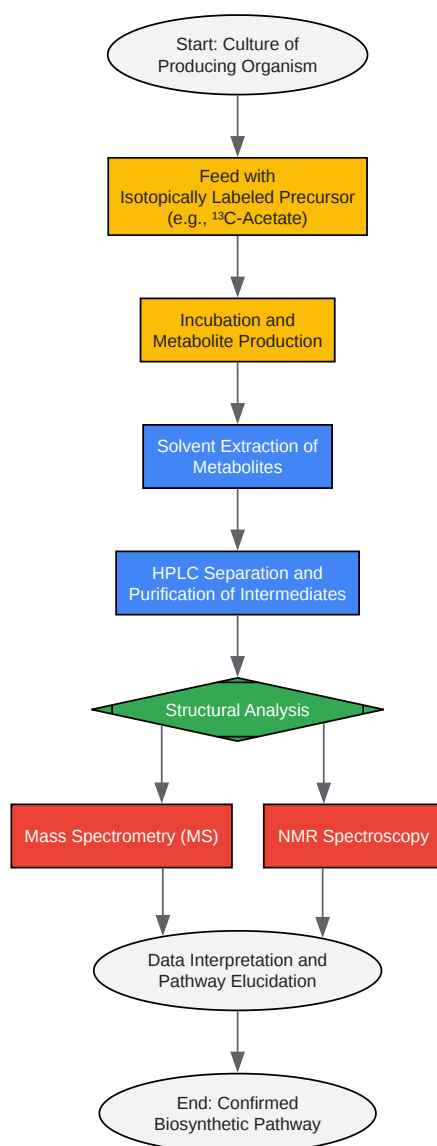 Start: Culture of
Producing Organism
Feed with
Isotopically Labeled Precursor
(e.g., ¹³C-Acetate)
Incubation and
Metabolite Production
Solvent Extraction of
Metabolites
HPLC Separation and
Purification of Intermediates
Structural Analysis
Mass Spectrometry (MS)
NMR Spectroscopy
Data Interpretation and
Pathway Elucidation
End: Confirmed
Biosynthetic Pathway